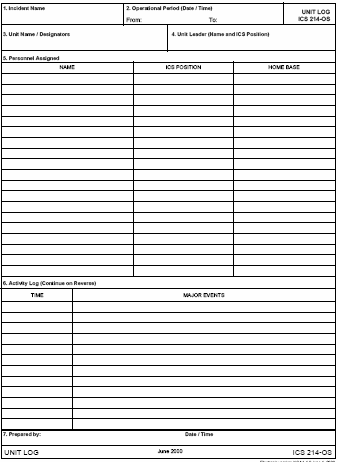 1. Incident Name
2. Operational Period (Date / Time)
From: To:
UNIT LOG
ICS 214-OS
3. Unit Name / Designators
4. Unit Leader (Name and ICS Position)
5. Personnel Assigned
NAME ICS POSITION HOME BASE
6. Activity Log (Continue on Reverse)
TIME MAJOR EVENTS
7. Prepared by: Date / Time
UNIT LOG June 2000 ICS 214-OS